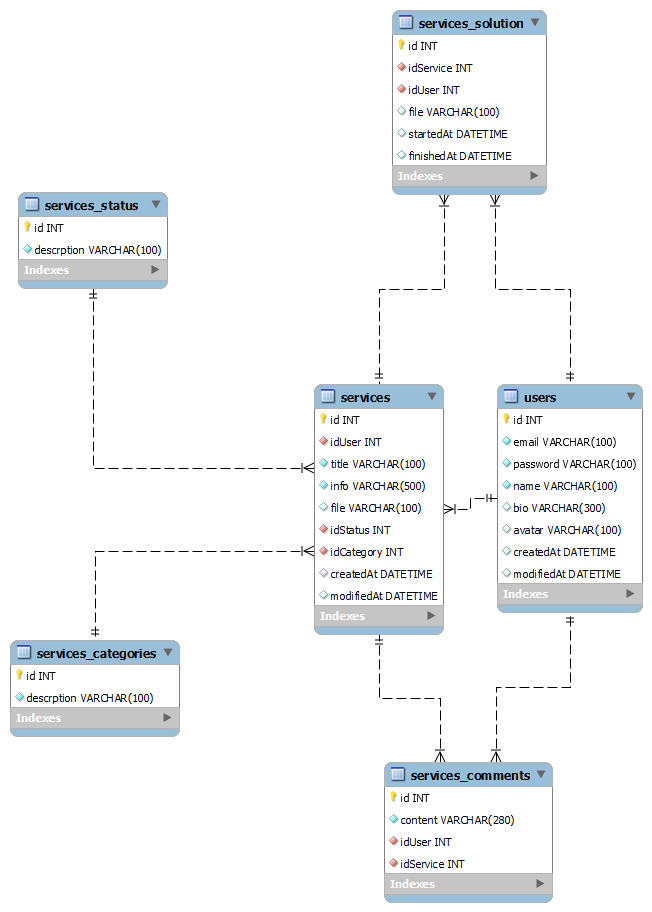 services_solution
id INT
idService INT
idUser INT
file VARCHAR(100)
startedAt DATETIME
finishedAt DATETIME
Indexes
services_status
id INT
descrption VARCHAR(100)
Indexes
services
id INT
idUser INT
title VARCHAR(100)
info VARCHAR(500)
file VARCHAR(100)
idStatus INT
idCategory INT
createdAt DATETIME
modifiedAt DATETIME
Indexes
users
id INT
email VARCHAR(100)
password VARCHAR(100)
name VARCHAR(100)
bio VARCHAR(300)
avatar VARCHAR(100)
createdAt DATETIME
modifiedAt DATETIME
Indexes
services_categories
id INT
descrption VARCHAR(100)
Indexes
services_comments
id INT
content VARCHAR(280)
idUser INT
idService INT
Indexes